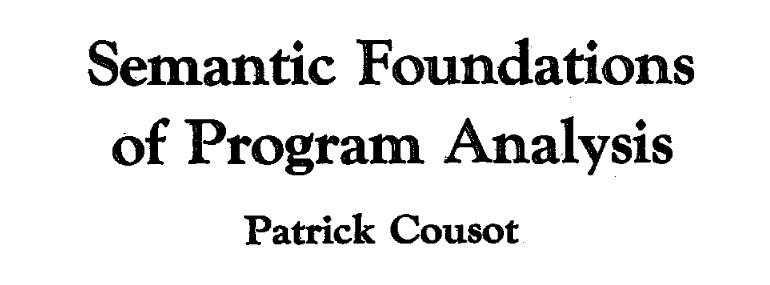 Semantic Foundations
of Program Analysis
Patrick Cousot